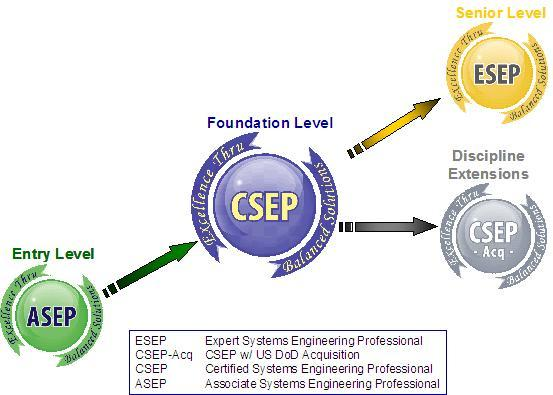 Senior Level
Excellence Thru
ESEP
Balanced Solutions
Foundation Level
Excellence Thru
CSEP
Balanced Solutions
Discipline
Extensions
Excellence Thru
CSEP
- Acq -
Balanced Solutions
Entry Level
Excellence Thru
ASEP
Balanced Solutions
ESEP Expert Systems Engineering Professional
CSEP-Acq CSEP w/ US DoD Acquisition
CSEP Certified Systems Engineering Professional
ASEP Associate Systems Engineering Professional